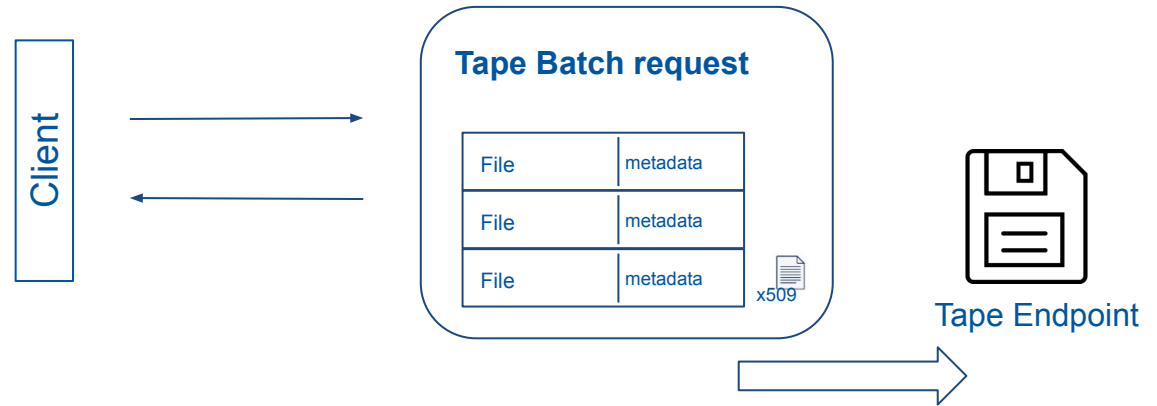 Client
Tape Batch request
File metadata
File metadata
File metadata
x509
Tape Endpoint